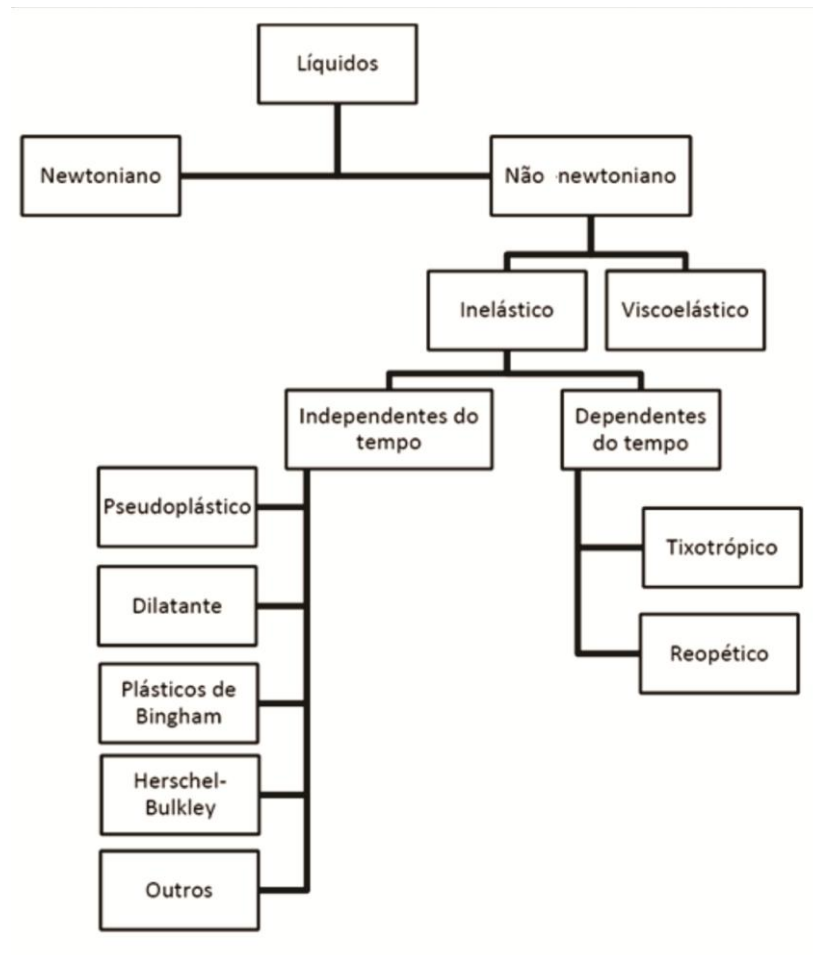 Líquidos
Newtoniano
Não newtoniano
Inelástico
Viscoelástico
Independentes do
tempo
Dependentes
do tempo
Pseudoplástico
Dilatante
Plásticos de
Bingham
Herschel-
Bulkley
Outros
Tixotrópico
Reopético